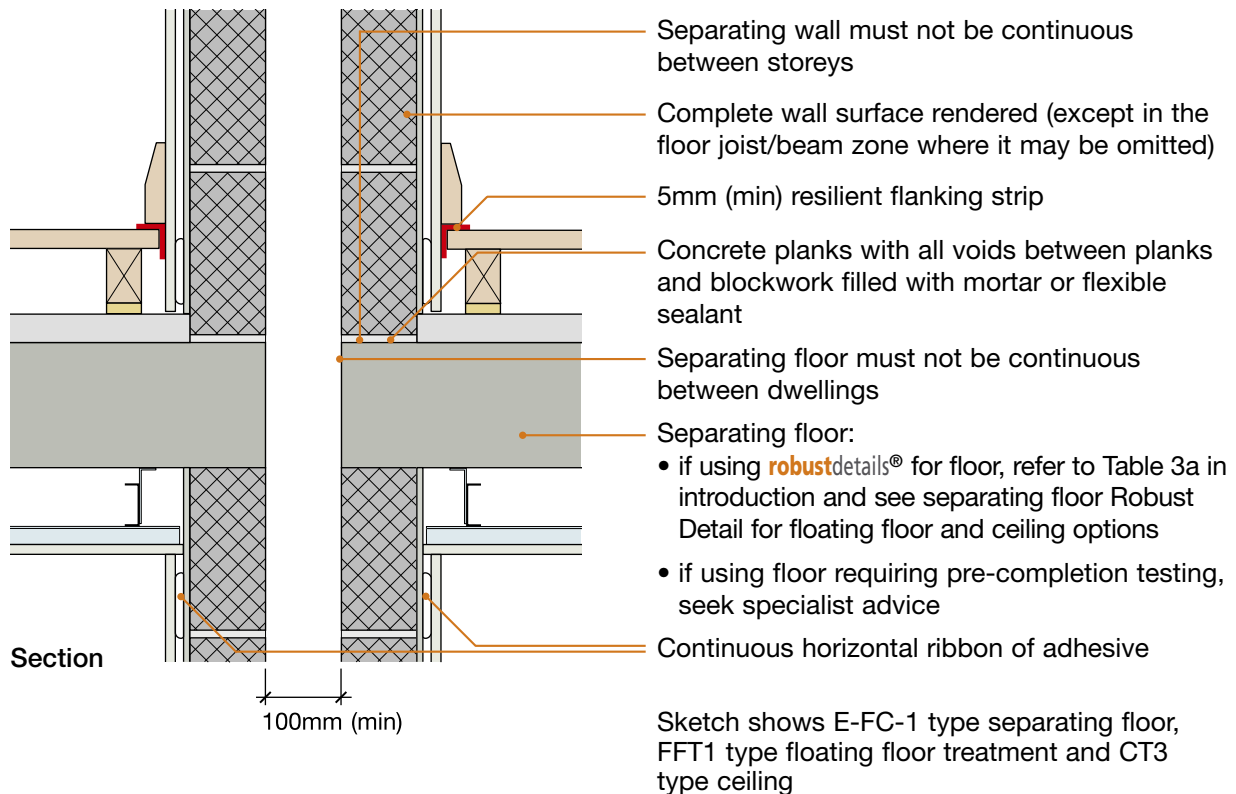 Separating wall must not be continuous
between storeys
Complete wall surface rendered (except in the
floor joist/beam zone where it may be omitted)
5mm (min) resilient flanking strip
Concrete planks with all voids between planks
and blockwork filled with mortar or flexible
sealant
Separating floor must not be continuous
between dwellings
Separating floor:
• if using robustdetails® for floor, refer to Table 3a in
introduction and see separating floor Robust
Detail for floating floor and ceiling options
• if using floor requiring pre-completion testing,
seek specialist advice
Continuous horizontal ribbon of adhesive
Section
100mm (min)
Sketch shows E-FC-1 type separating floor,
FFT1 type floating floor treatment and CT3
type ceiling